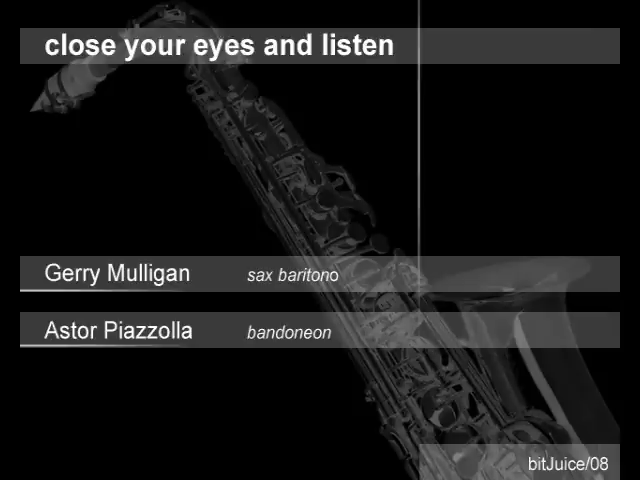 close your eyes and listen
Gerry Mulligan sax baritono
Astor Piazzolla bandoneon
bitJuice/08